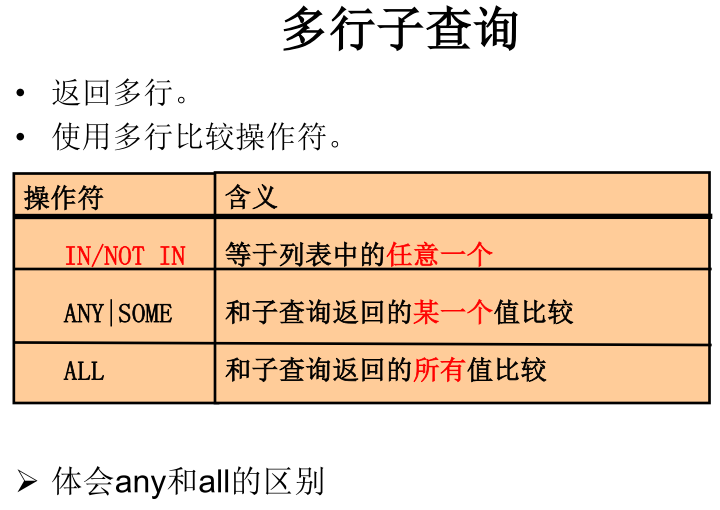 多行子查询
• 返回多行。
• 使用多行比较操作符。
操作符 含义
IN/NOT IN 等于列表中的任意一个
ANY|SOME 和子查询返回的某一个值比较
ALL 和子查询返回的所有值比较
➢ 体会any和all的区别